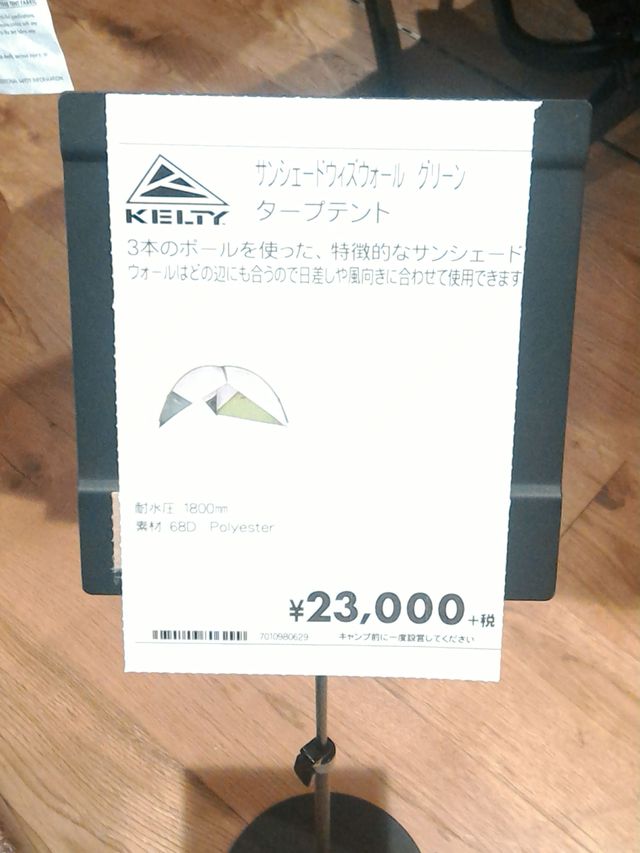 KELTY
サンシェードウィズウォール グリーン
タープテント
3本のポールを使った、特徴的なサンシェード
ウォールはどの辺にも合うので日差しや風向きに合わせて使用できます
耐水圧 1800mm
素材 68D Polyester
¥23,000+税
7010980629 キャンプ前に一度設営してください